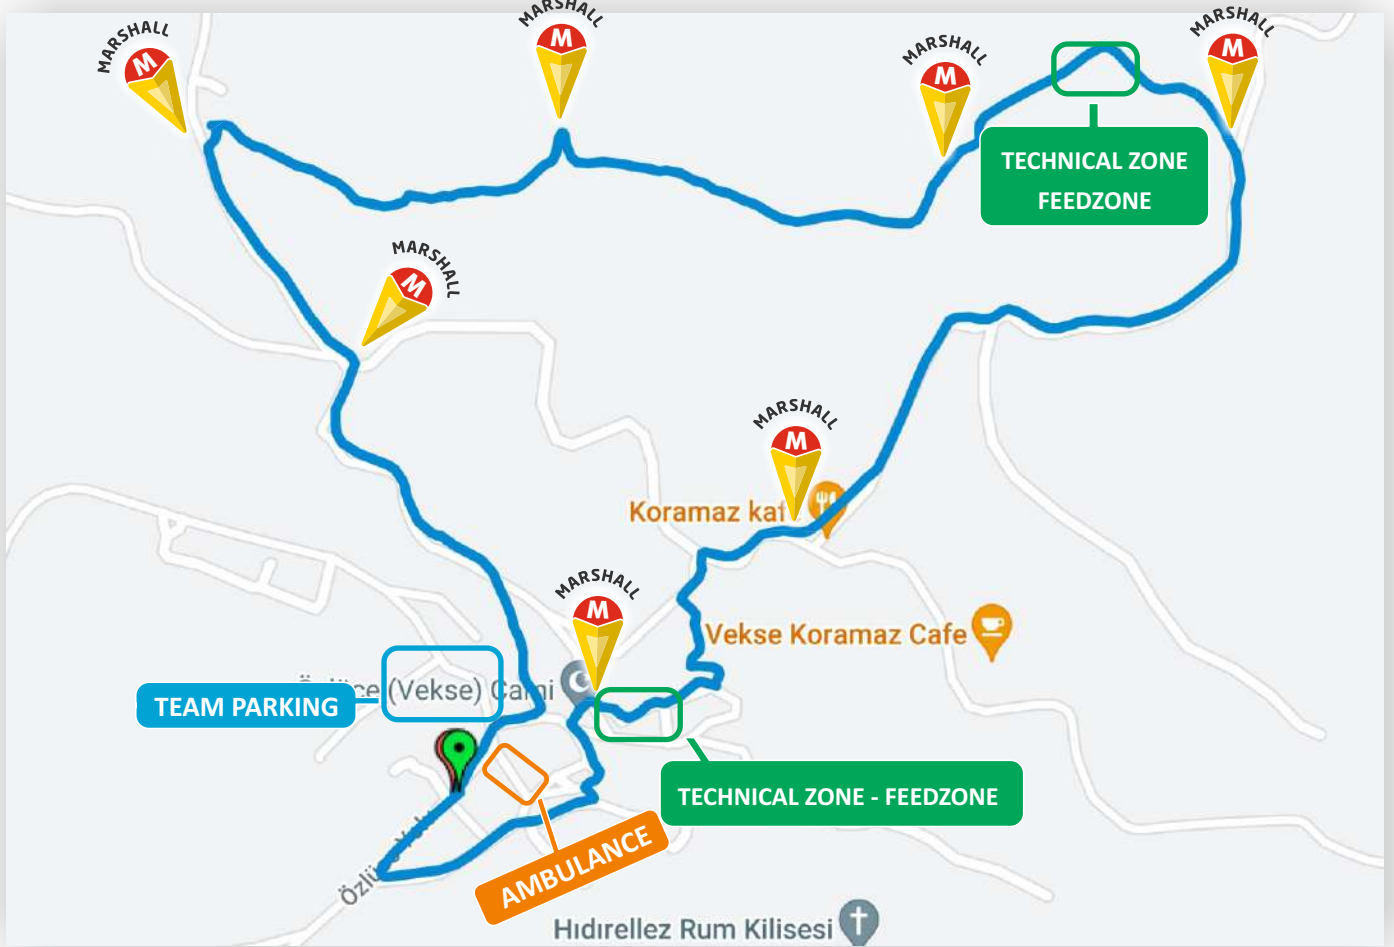 MARSHALL
M
MARSHALL
M
MARSHALL
M
MARSHALL
M
TECHNICAL ZONE
FEEDZONE
MARSHALL
M
MARSHALL
M
Koramaz
MARSHALL
M
Vekse Koramaz Cafe
(Vekse) Cami
TEAM PARKING
TECHNICAL ZONE - FEEDZONE
AMBULANCE
Hıdırellez Rum Kilisesi